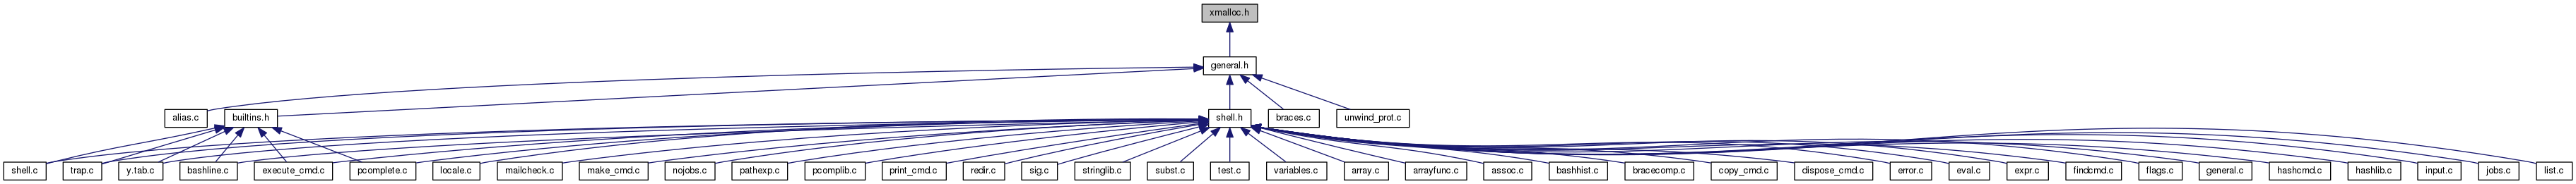 xmalloc.h
general.h
alias.c
builtins.h
shell.h
braces.c
unwind_prot.c
shell.c
trap.c
y.tab.c
bashline.c
execute_cmd.c
pcomplete.c
locale.c
mailcheck.c
make_cmd.c
nojobs.c
pathexp.c
pcomplib.c
print_cmd.c
redir.c
sig.c
stringlib.c
subst.c
test.c
variables.c
array.c
arrayfunc.c
assoc.c
bashhist.c
bracecomp.c
copy_cmd.c
dispose_cmd.c
error.c
eval.c
expr.c
findcmd.c
flags.c
general.c
hashcmd.c
hashlib.c
input.c
jobs.c
list.c